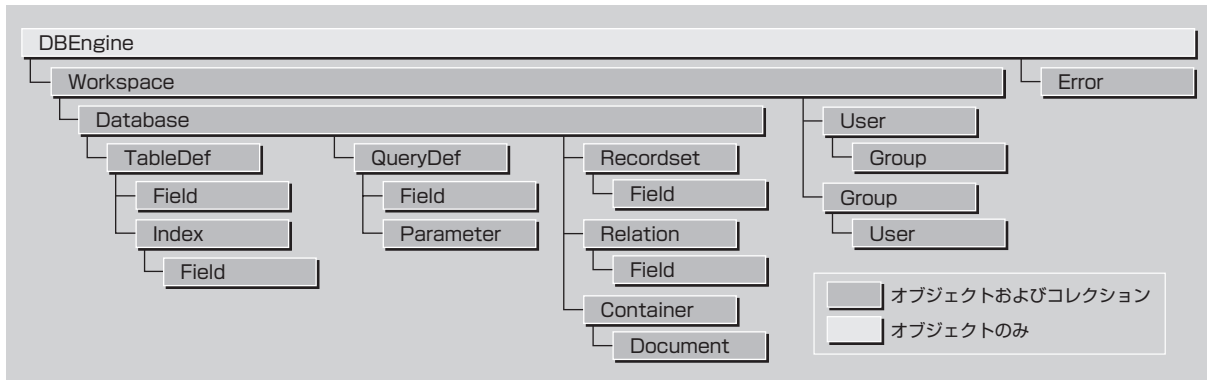 DBEngine
Workspace
Error
Database
User
TableDef
QueryDef
Recordset
Group
Field
Field
Field
Group
Index
Parameter
Relation
User
Field
Field
Container
Document
オブジェクトおよびコレクション
オブジェクトのみ